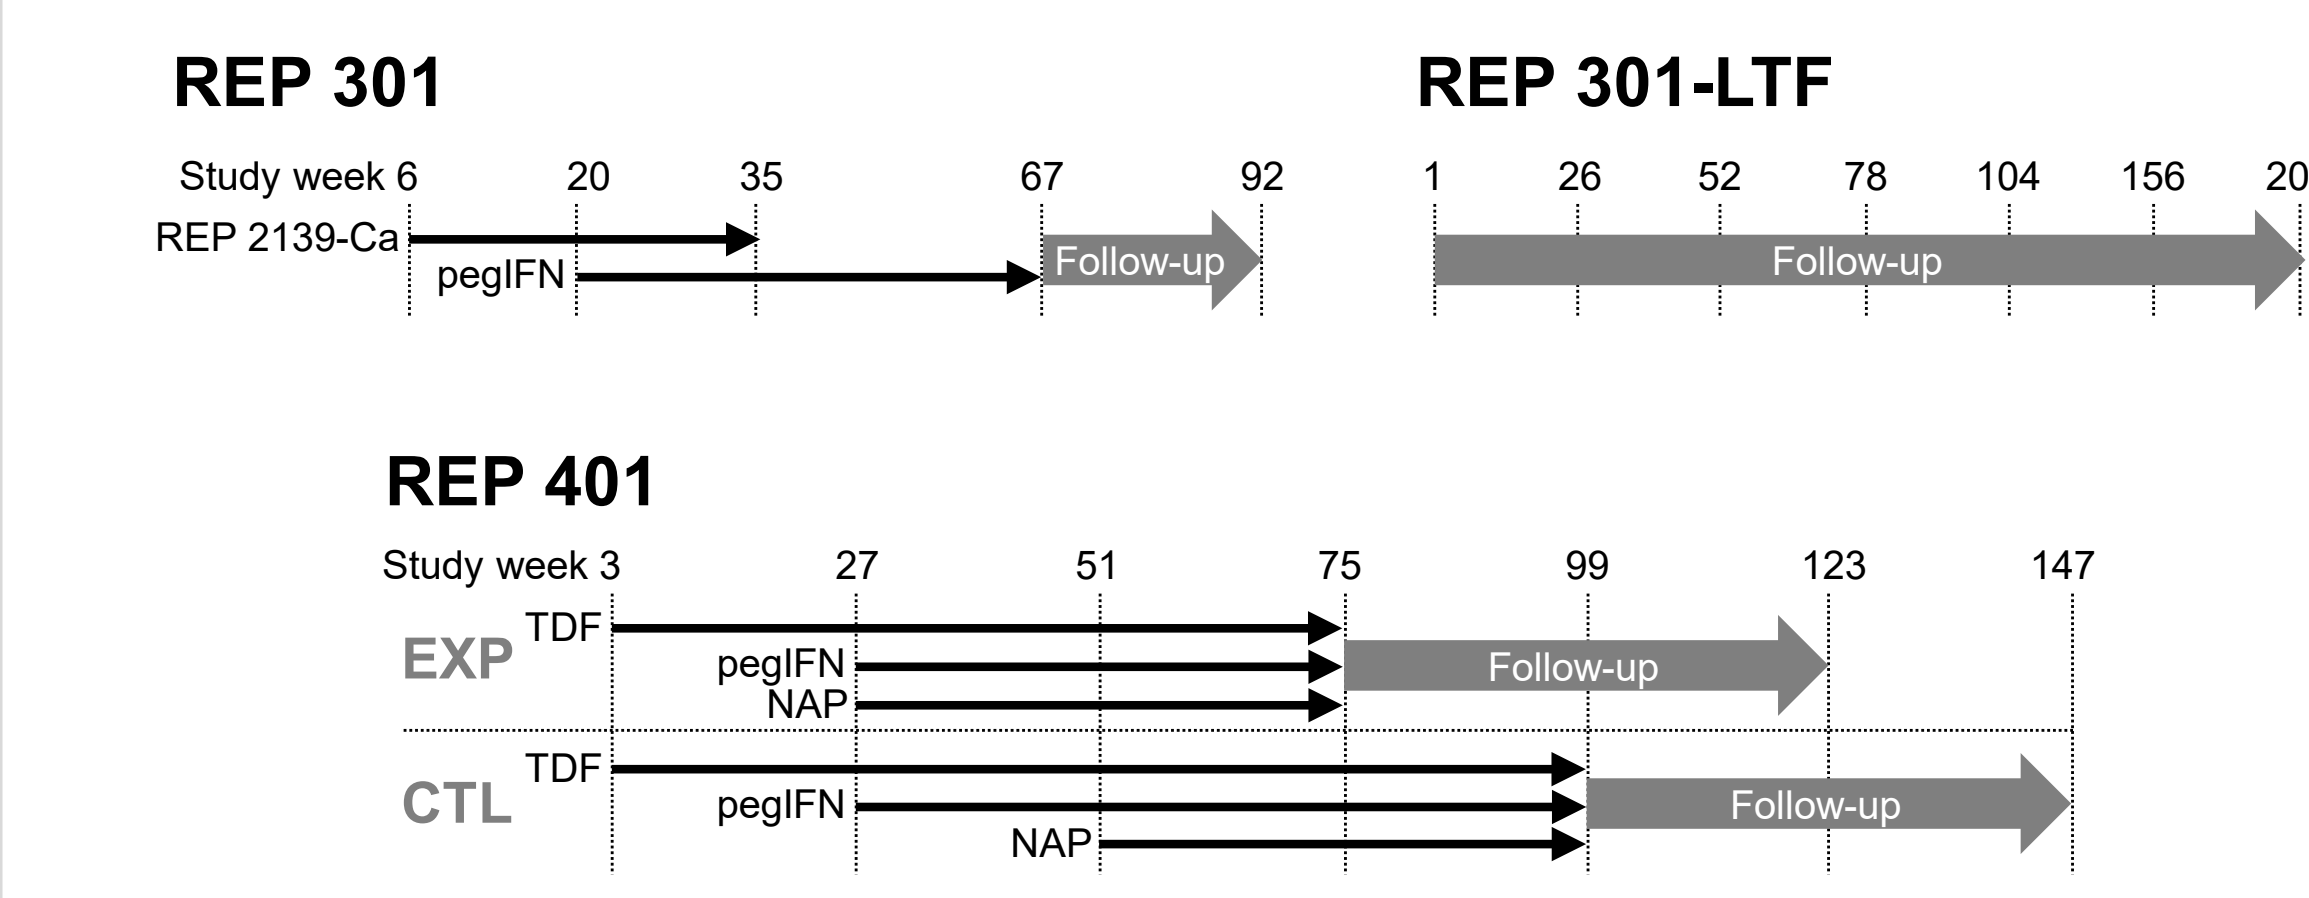 REP 301
REP 301-LTF
Study week 6 20 35 67 92
1 26 52 78 104 156 20
REP 2139-Ca
pegIFN
Follow-up
Follow-up
REP 401
Study week 3 27 51 75 99 123 147
EXP
TDF
pegIFN
NAP
Follow-up
CTL
TDF
pegIFN
NAP
Follow-up